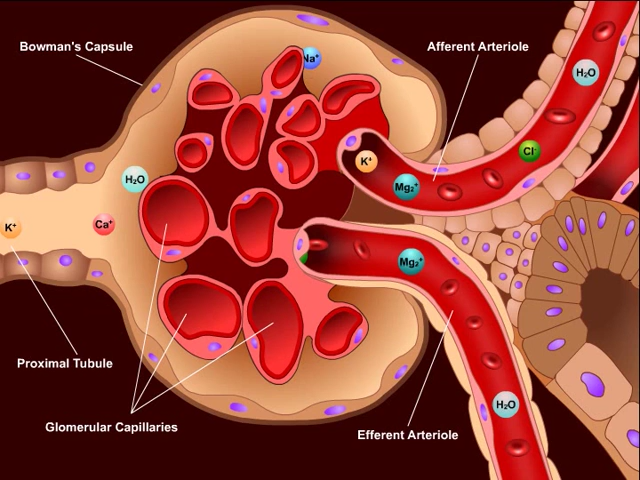 Bowman's Capsule
Afferent Arteriole
Na⁺
H₂O
K⁺
Cl⁻
Mg₂⁺
H₂O
Ca⁺
K⁺
Mg₂⁺
Proximal Tubule
H₂O
Glomerular Capillaries
Efferent Arteriole